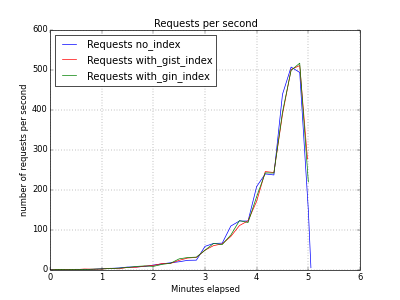 Requests per second
600
500
400
300
200
100
0
number of requests per second
Requests no_index
Requests with_gist_index
Requests with_gin_index
0 1 2 3 4 5 6
Minutes elapsed